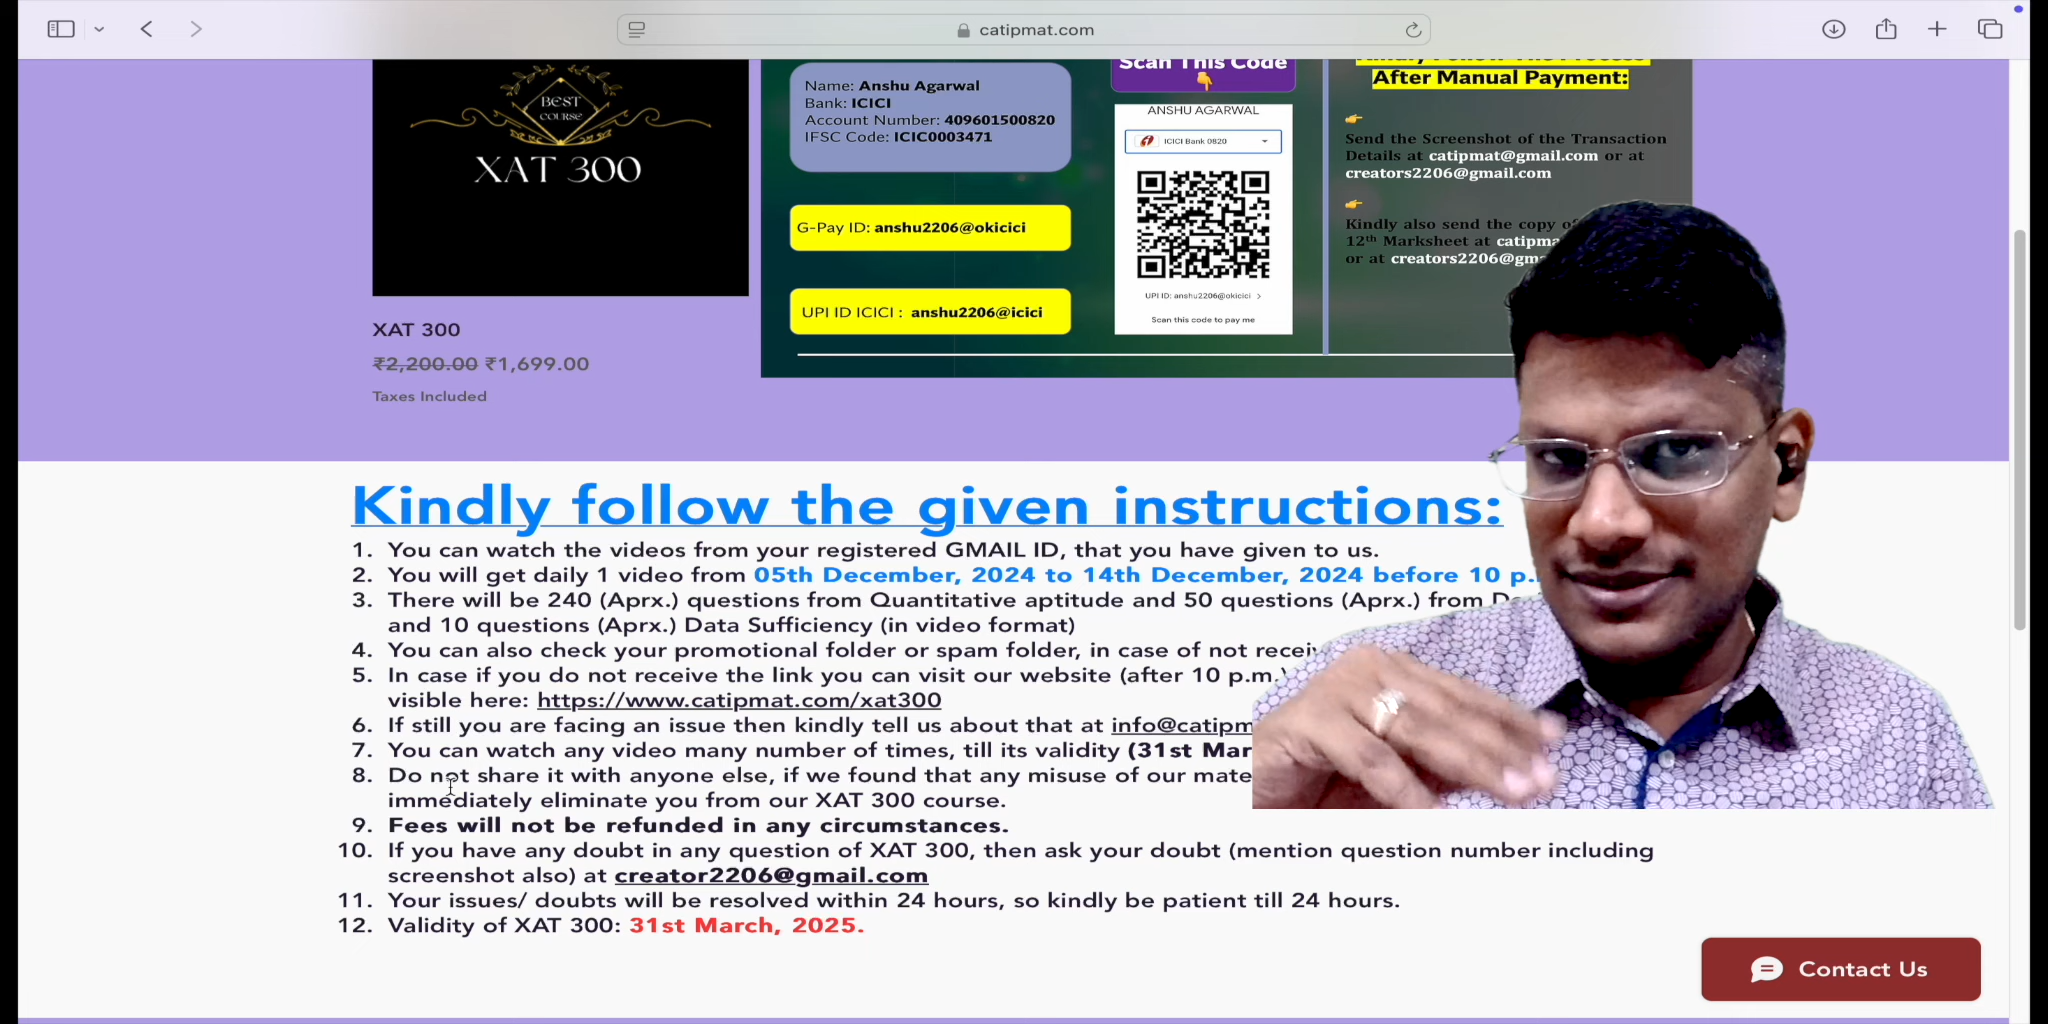 catipmat.com
BEST
COURSE
XAT 300
XAT 300
₹2,200.00 ₹1,699.00
Taxes Included
Name: Anshu Agarwal
Bank: ICICI
Account Number: 409601500820
IFSC Code: ICIC0003471
G-Pay ID: anshu2206@okicici
UPI ID ICICI : anshu2206@icici
Scan This Code
ANSHU AGARWAL
ICICI Bank 0820
UPI ID: anshu2206@okicici
Scan this code to pay me
After Manual Payment:
Send the Screenshot of the Transaction
Details at catipmat@gmail.com or at
creators2206@gmail.com
Kindly also send the copy of
12th Marksheet at
or at
Kindly follow the given instructions:
1. You can watch the videos from your registered GMAIL ID, that you have given to us.
2. You will get daily 1 video from 05th December, 2024 to 14th December, 2024 before 10
3. There will be 240 (Aprx.) questions from Quantitative aptitude and 50 questions (Aprx.) from
and 10 questions (Aprx.) Data Sufficiency (in video format)
4. You can also check your promotional folder or spam folder, in case of not
5. In case if you do not receive the link you can visit our website (after 10 p.m.)
visible here: https://www.catipmat.com/xat300
6. If still you are facing an issue then kindly tell us about that at
7. You can watch any video many number of times, till its validity (31st
8. Do not share it with anyone else, if we found that any misuse of our
immediately eliminate you from our XAT 300 course.
9. Fees will not be refunded in any circumstances.
10. If you have any doubt in any question of XAT 300, then ask your doubt (mention question number including
screenshot also) at creator2206@gmail.com
11. Your issues/ doubts will be resolved within 24 hours, so kindly be patient till 24 hours.
12. Validity of XAT 300: 31st March, 2025.
Contact Us